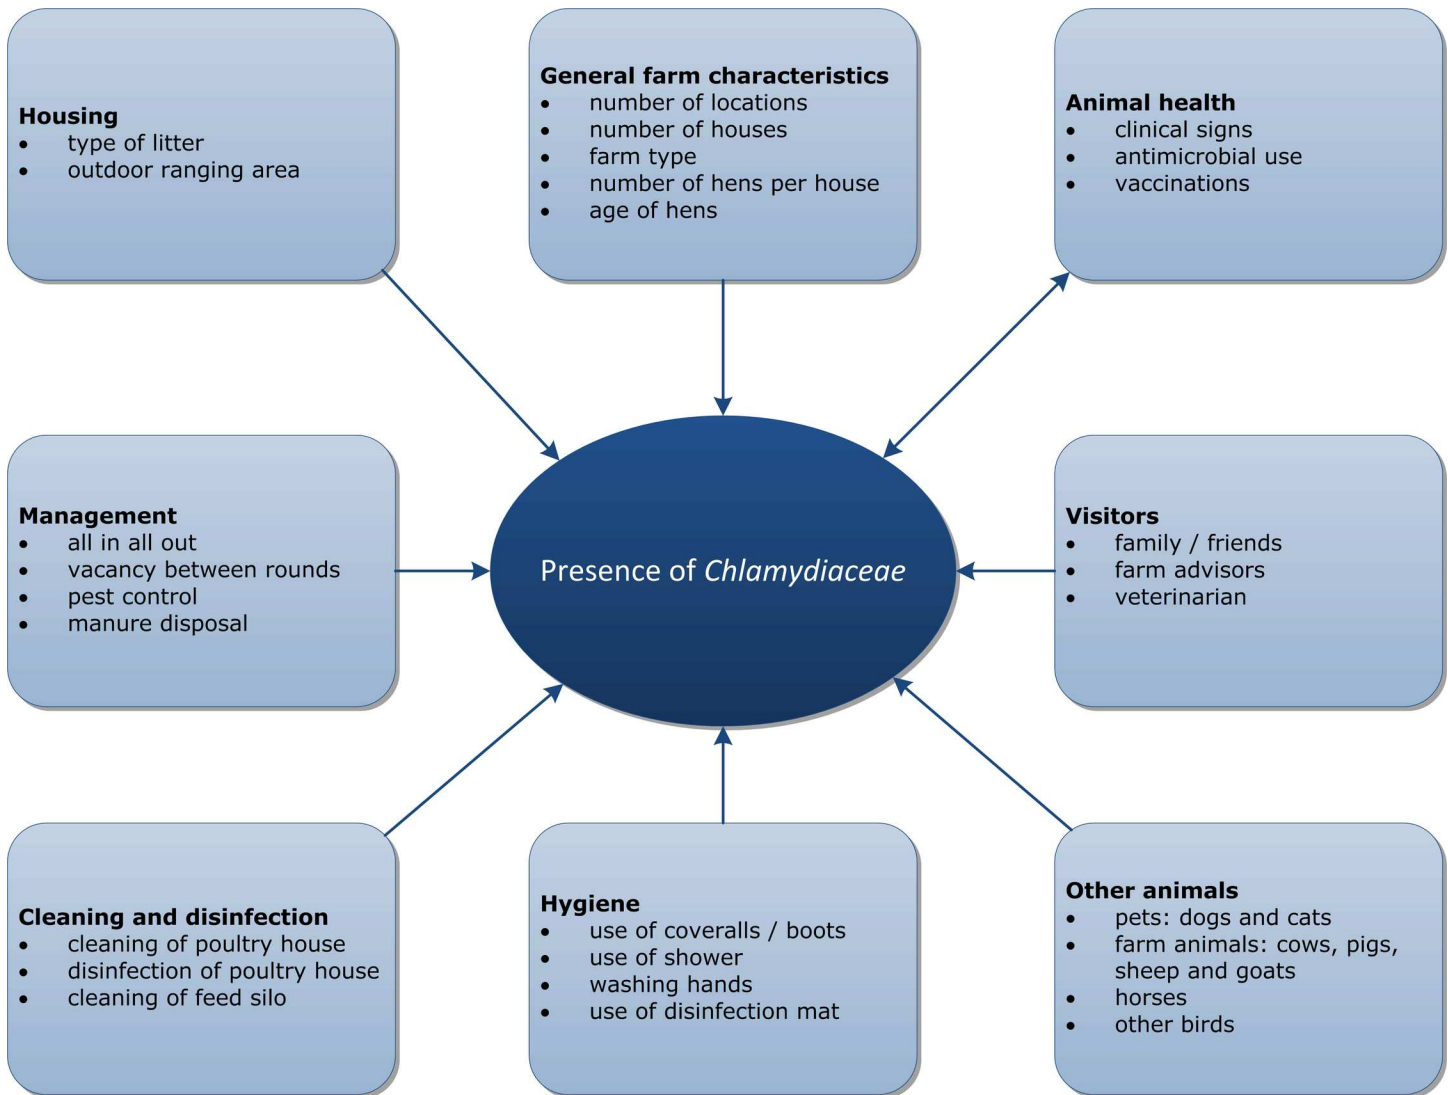 Housing
• type of litter
• outdoor ranging area
General farm characteristics
• number of locations
• number of houses
• farm type
• number of hens per house
• age of hens
Animal health
• clinical signs
• antimicrobial use
• vaccinations
Management
• all in all out
• vacancy between rounds
• pest control
• manure disposal
Presence of Chlamydiaceae
Visitors
• family / friends
• farm advisors
• veterinarian
Cleaning and disinfection
• cleaning of poultry house
• disinfection of poultry house
• cleaning of feed silo
Hygiene
• use of coveralls / boots
• use of shower
• washing hands
• use of disinfection mat
Other animals
• pets: dogs and cats
• farm animals: cows, pigs,
sheep and goats
• horses
• other birds